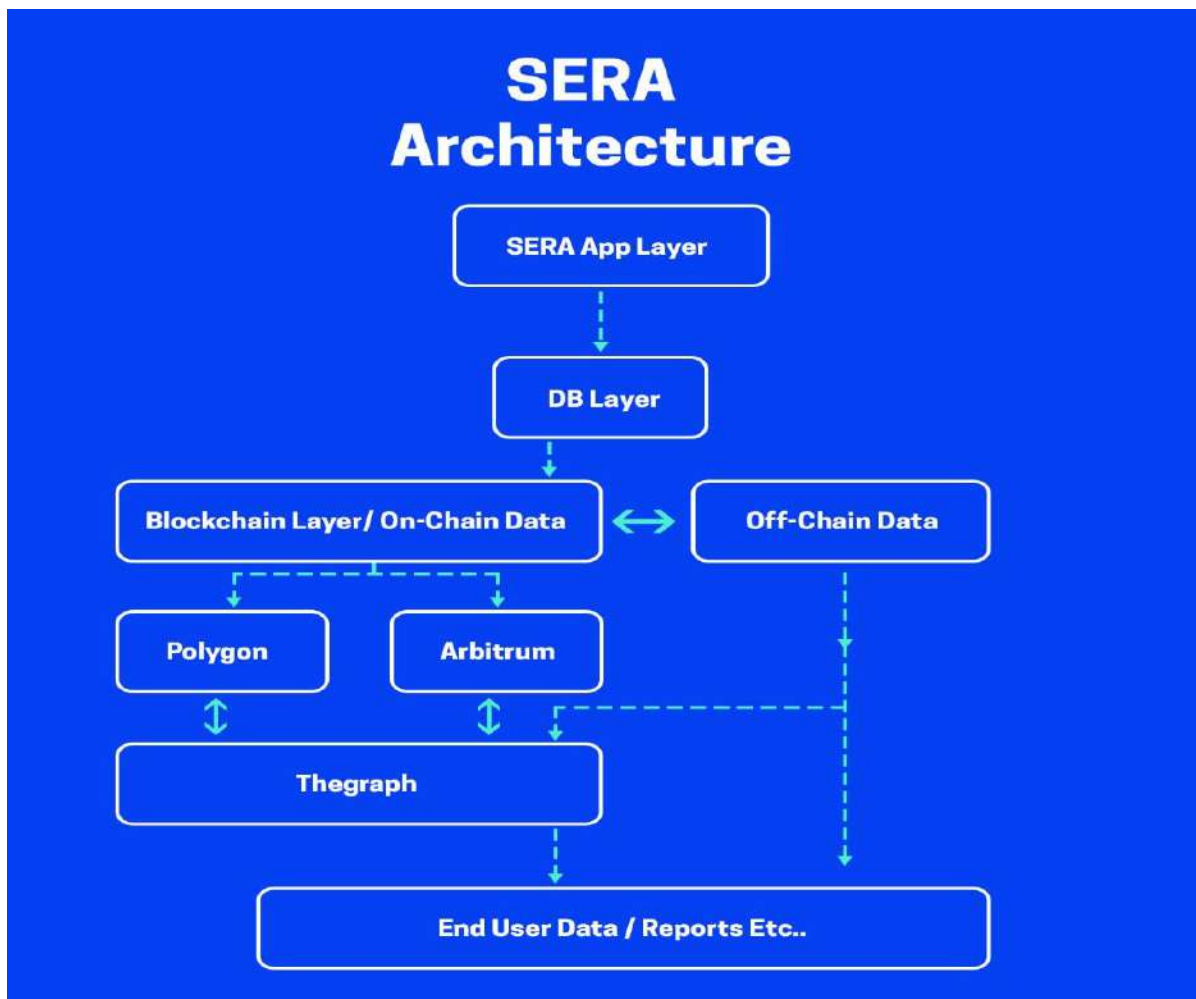 SERA
Architecture
SERA App Layer
DB Layer
Blockchain Layer/ On-Chain Data
Off-Chain Data
Polygon
Arbitrum
Thegraph
End User Data / Reports Etc..